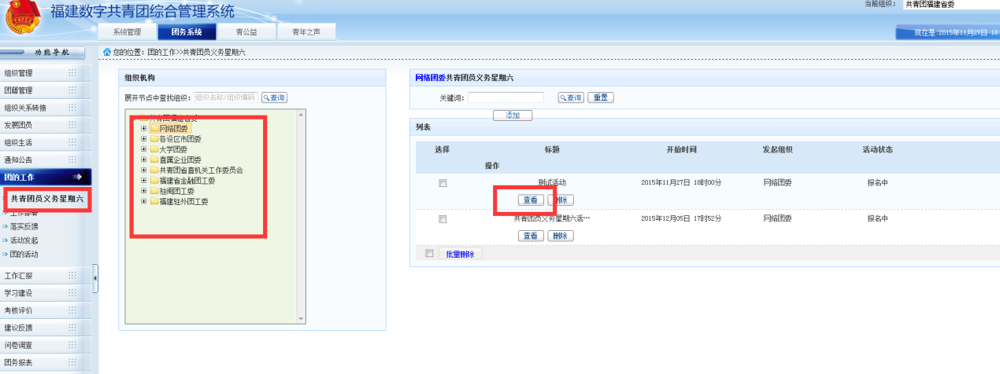 当前组织： 共青团福建省委
福建数字共青团综合管理系统
系统管理 团务系统 青公益 青年之声
现在是 2015年11月27日 18
功能导航
您的位置：团的工作>>共青团员义务星期六
组织管理
团籍管理
组织关系转接
发展团员
组织生活
通知公告
团的工作
共青团员义务星期六
工作部署
落实反馈
活动发起
团的活动
工作汇报
学习建设
考核评价
建议反馈
问卷调查
团务报表
组织机构
展开节点中查找组织： 组织名称/组织编码 查询
共青团福建省委
网络团委
各设区市团委
大学团委
直属企业团委
共青团省直机关工作委员会
福建省金融团工委
驻闽团工委
福建驻外团工委
网络团委共青团员义务星期六
关键词： 查询 重置
添加
列表
选择 标题 开始时间 发起组织 活动状态
操作
测试活动 2015年11月27日 18时00分 网络团委 报名中
查看 删除
共青团员义务星期六活… 2015年12月05日 17时52分 网络团委 报名中
查看 删除
批量删除